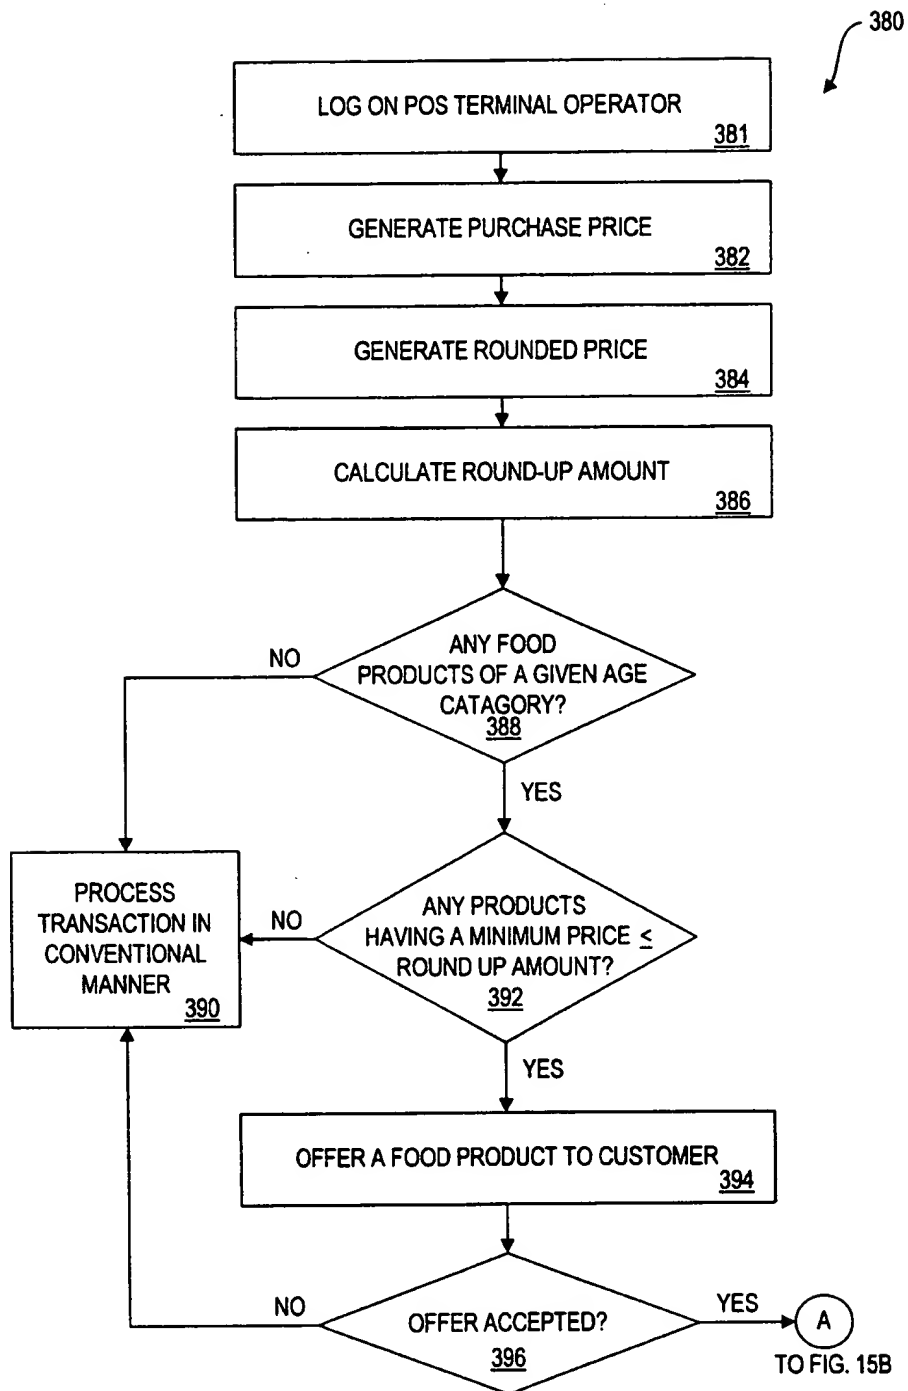 380
LOG ON POS TERMINAL OPERATOR
381
GENERATE PURCHASE PRICE
382
GENERATE ROUNDED PRICE
384
CALCULATE ROUND-UP AMOUNT
386
ANY FOOD
PRODUCTS OF A GIVEN AGE
CATAGORY?
388
NO
YES
PROCESS
TRANSACTION IN
CONVENTIONAL
MANNER
390
NO
ANY PRODUCTS
HAVING A MINIMUM PRICE ≤
ROUND UP AMOUNT?
392
YES
OFFER A FOOD PRODUCT TO CUSTOMER
394
NO
OFFER ACCEPTED?
396
YES
A
TO FIG. 15B